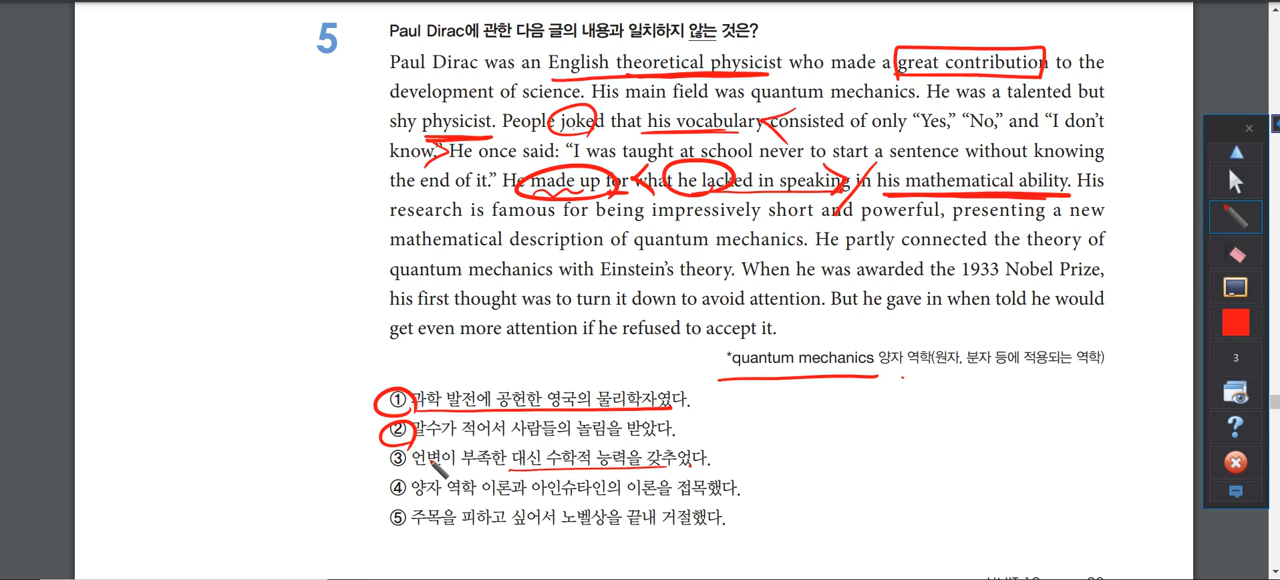 5
Paul Dirac에 관한 다음 글의 내용과 일치하지 않는 것은?
Paul Dirac was an English theoretical physicist who made a great contribution to the
development of science. His main field was quantum mechanics. He was a talented but
shy physicist. People joked that his vocabulary consisted of only “Yes,” “No,” and “I don’t
know.” He once said: “I was taught at school never to start a sentence without knowing
the end of it.” He made up for what he lacked in speaking in his mathematical ability. His
research is famous for being impressively short and powerful, presenting a new
mathematical description of quantum mechanics. He partly connected the theory of
quantum mechanics with Einstein’s theory. When he was awarded the 1933 Nobel Prize,
his first thought was to turn it down to avoid attention. But he gave in when told he would
get even more attention if he refused to accept it.
*quantum mechanics 양자 역학(원자, 분자 등에 적용되는 역학)
① 과학 발전에 공헌한 영국의 물리학자였다.
② 말수가 적어서 사람들의 놀림을 받았다.
③ 언변이 부족한 대신 수학적 능력을 갖추었다.
④ 양자 역학 이론과 아인슈타인의 이론을 접목했다.
⑤ 주목을 피하고 싶어서 노벨상을 끝내 거절했다.
3